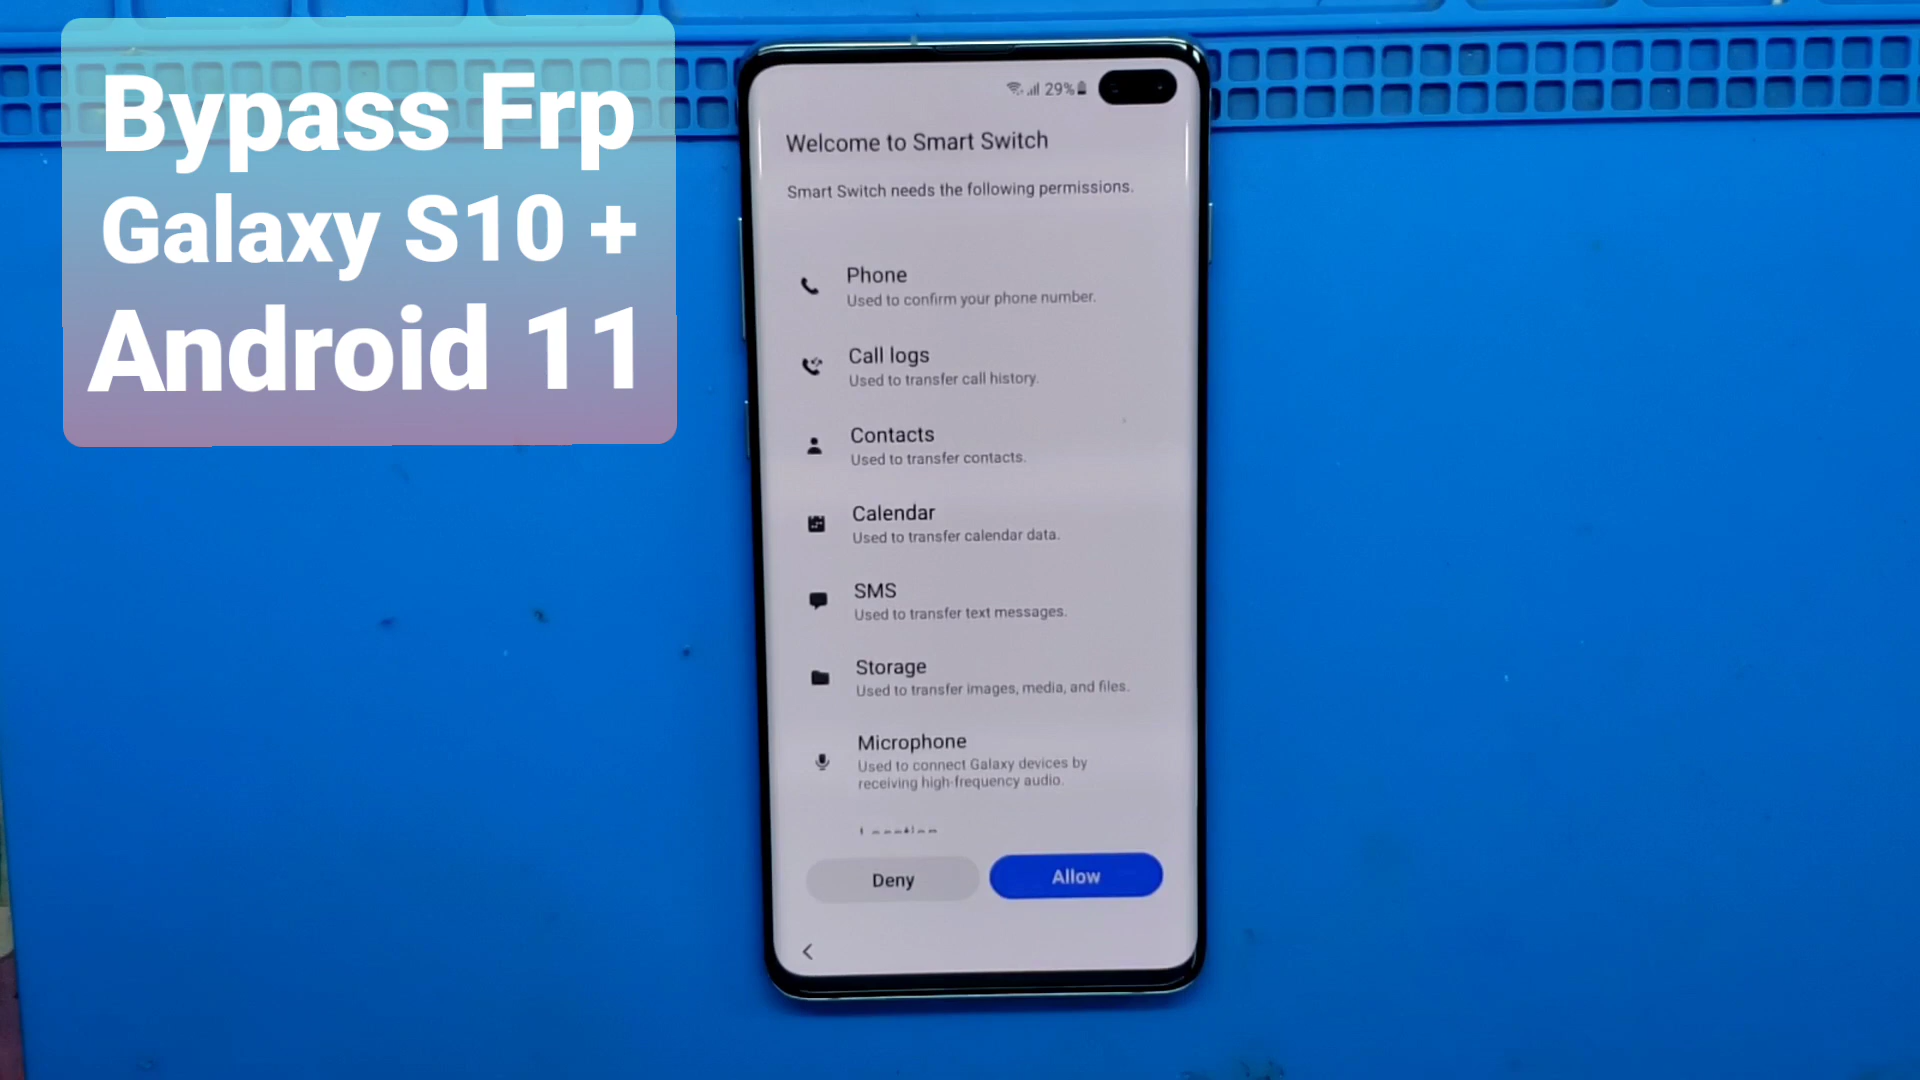 Bypass Frp
Galaxy S10 +
Android 11
29%
Welcome to Smart Switch
Smart Switch needs the following permissions.
Phone
Used to confirm your phone number.
Call logs
Used to transfer call history.
Contacts
Used to transfer contacts.
Calendar
Used to transfer calendar data.
SMS
Used to transfer text messages.
Storage
Used to transfer images, media, and files.
Microphone
Used to connect Galaxy devices by
receiving high-frequency audio.
Deny
Allow